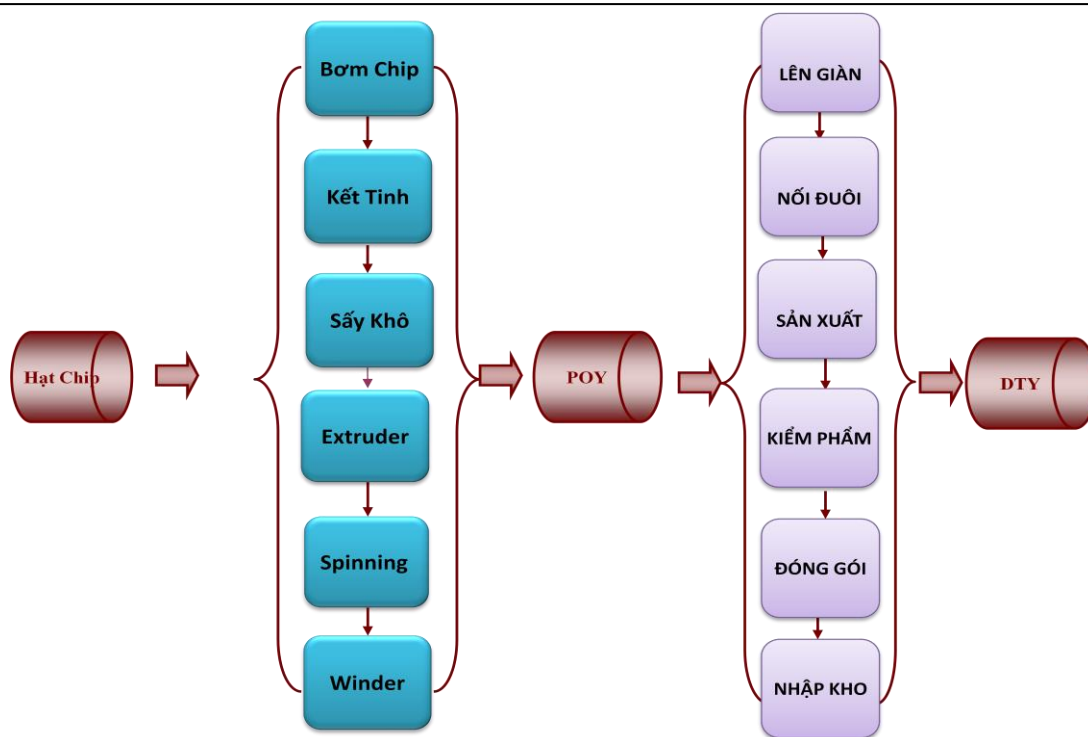 Hạt Chip
Bơm Chip
Kết Tinh
Sấy Khô
Extruder
Spinning
Winder
POY
LÊN GIÀN
NỐI ĐUÔI
SẢN XUẤT
KIỂM PHẨM
ĐÓNG GÓI
NHẬP KHO
DTY